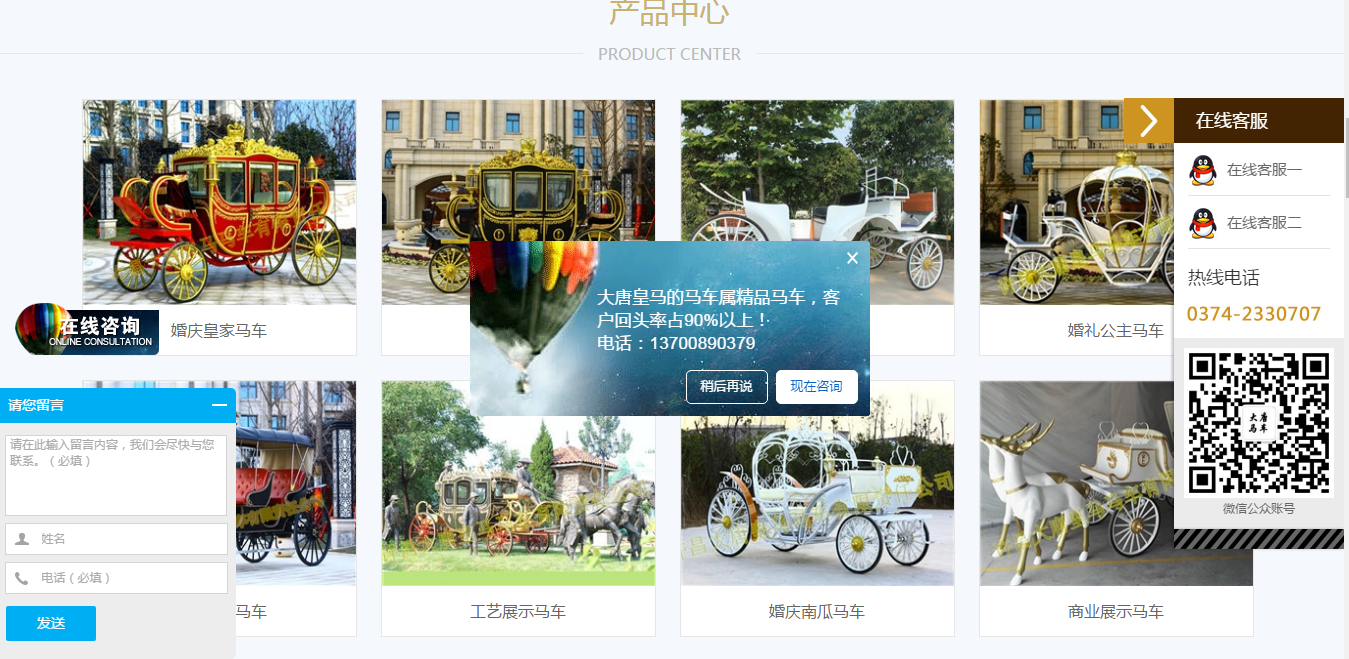 产品中心
PRODUCT CENTER
在线客服
在线客服一
在线客服二
热线电话
0374-2330707
大唐
马车
微信公众账号
大唐皇马的马车属精品马车，客
户回头率占90%以上！
电话：13700890379
稍后再说
现在咨询
在线咨询
ONLINE CONSULTATION
婚庆皇家马车
婚礼公主马车
请您留言
请在此输入留言内容，我们会尽快与您
联系。（必填）
姓名
电话（必填）
发送
马车
工艺展示马车
婚庆南瓜马车
商业展示马车